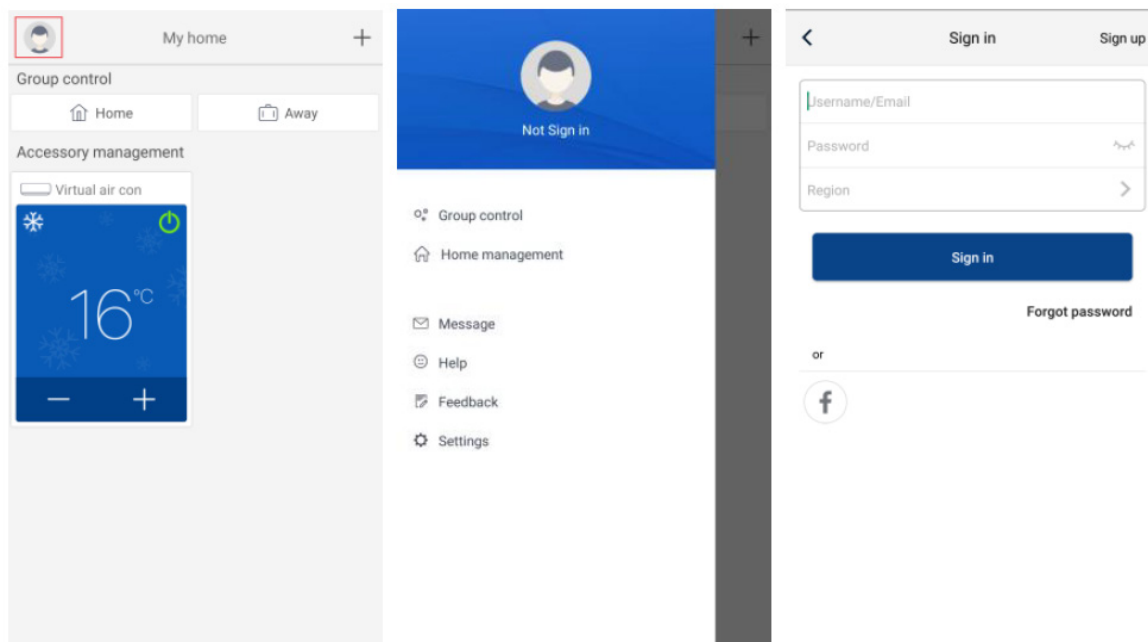 My home
Group control
Home
Away
Accessory management
Virtual air con
16°C
Not Sign in
Group control
Home management
Message
Help
Feedback
Settings
Sign in
Sign up
Username/Email
Password
Region
Sign in
Forgot password
or